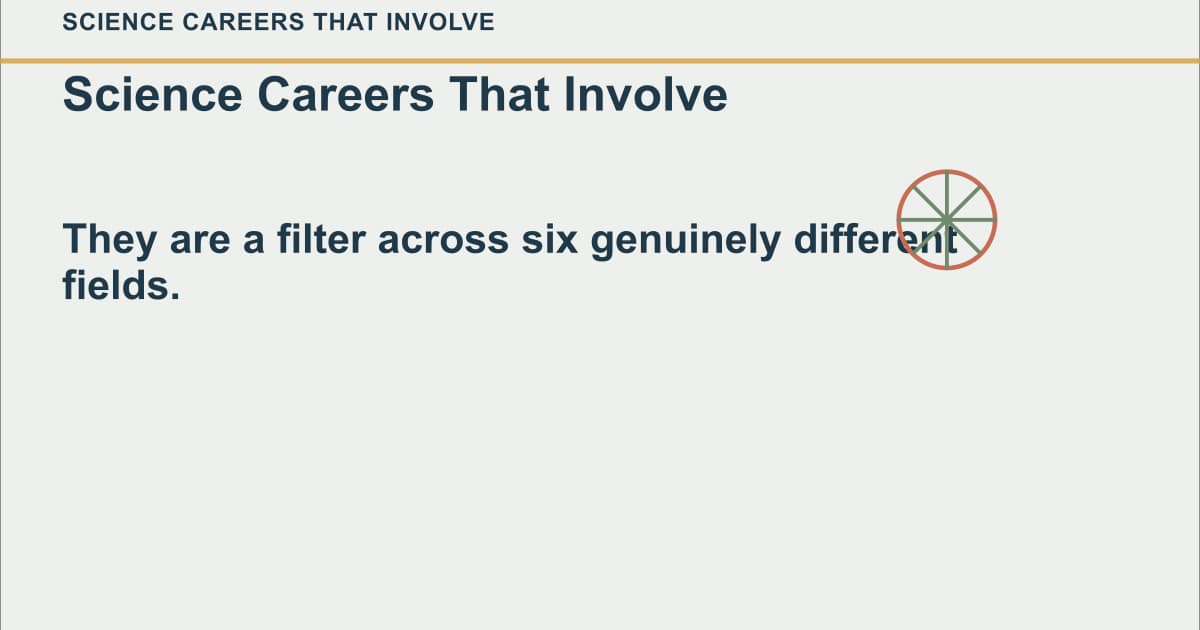 SCIENCE CAREERS THAT INVOLVE
Science Careers That Involve
They are a filter across six genuinely different
fields.